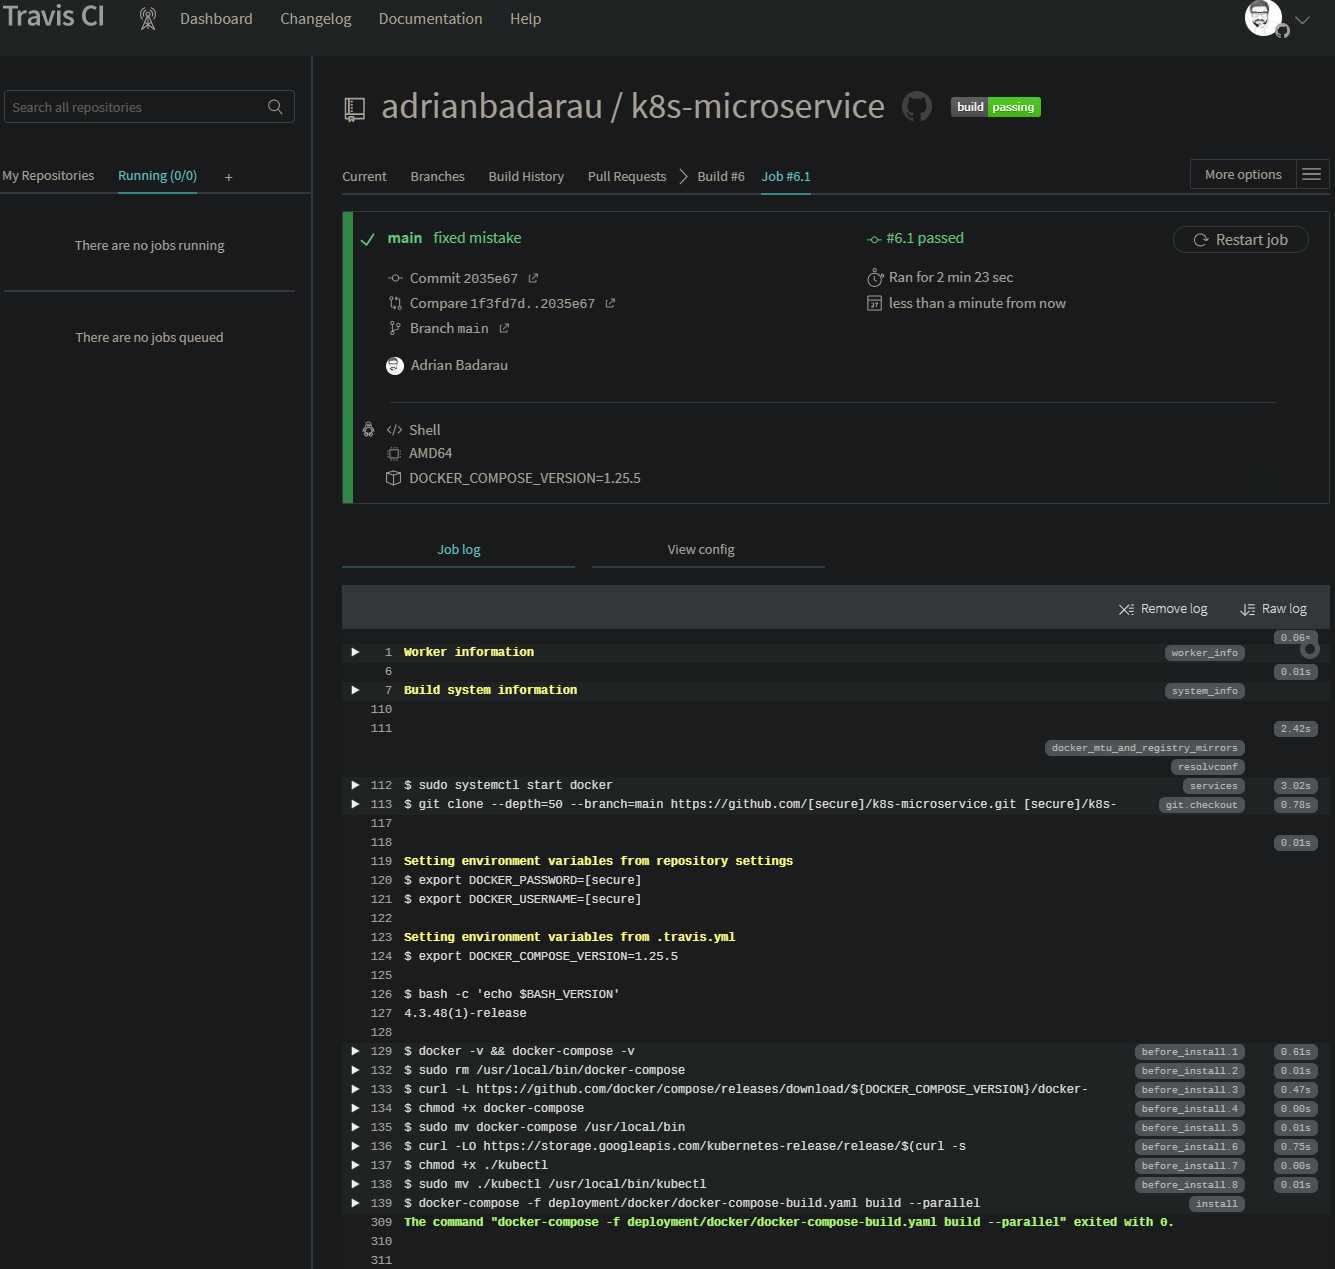 Travis CI
Dashboard
Changelog
Documentation
Help
Search all repositories
My Repositories
Running (0/0)
+
There are no jobs running
There are no jobs queued
adrianbadarau / k8s-microservice
build passing
Current
Branches
Build History
Pull Requests
Build #6
Job #6.1
More options
main fixed mistake
#6.1 passed
Restart job
Commit 2035e67
Ran for 2 min 23 sec
Compare 1f3fd7d..2035e67
27 less than a minute from now
Branch main
Adrian Badarau
Shell
AMD64
DOCKER_COMPOSE_VERSION=1.25.5
Job log
View config
Remove log
Raw log
0.06s
1 Worker information worker_info
6 0.01s
7 Build system information system_info
110
111 2.42s
docker_mtu_and_registry_mirrors
resolvconf
112 $ sudo systemctl start docker services 3.02s
113 $ git clone --depth=50 --branch=main https://github.com/[secure]/k8s-microservice.git [secure]/k8s- git.checkout 0.78s
117
118 0.01s
119 Setting environment variables from repository settings
120 $ export DOCKER_PASSWORD=[secure]
121 $ export DOCKER_USERNAME=[secure]
122
123 Setting environment variables from .travis.yml
124 $ export DOCKER_COMPOSE_VERSION=1.25.5
125
126 $ bash -c 'echo $BASH_VERSION'
127 4.3.48(1)-release
128
129 $ docker -v && docker-compose -v before_install.1 0.61s
132 $ sudo rm /usr/local/bin/docker-compose before_install.2 0.01s
133 $ curl -L https://github.com/docker/compose/releases/download/${DOCKER_COMPOSE_VERSION}/docker- before_install.3 0.47s
134 $ chmod +x docker-compose before_install.4 0.00s
135 $ sudo mv docker-compose /usr/local/bin before_install.5 0.01s
136 $ curl -LO https://storage.googleapis.com/kubernetes-release/release/$(curl -s before_install.6 0.75s
137 $ chmod +x ./kubectl before_install.7 0.00s
138 $ sudo mv ./kubectl /usr/local/bin/kubectl before_install.8 0.01s
139 $ docker-compose -f deployment/docker/docker-compose-build.yaml build --parallel install
309 The command "docker-compose -f deployment/docker/docker-compose-build.yaml build --parallel" exited with 0.
310
311